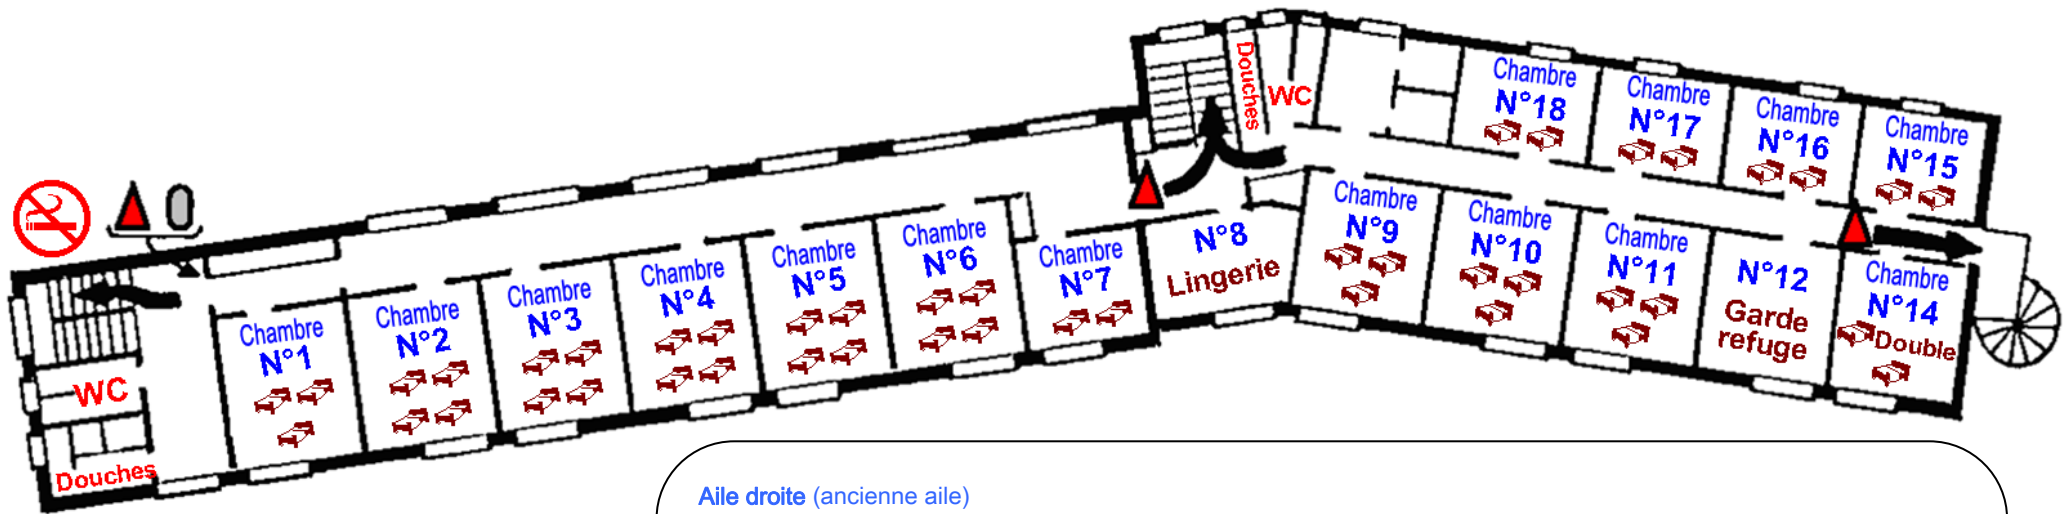 Chambre
N°1
Chambre
N°2
Chambre
N°3
Chambre
N°4
Chambre
N°5
Chambre
N°6
Chambre
N°7
N°8
Lingerie
Chambre
N°9
Chambre
N°10
Chambre
N°11
N°12
Garde
refuge
Chambre
N°14
Double
Chambre
N°15
Chambre
N°16
Chambre
N°17
Chambre
N°18
WC
Douches
Douches
WC
Aile droite (ancienne aile)